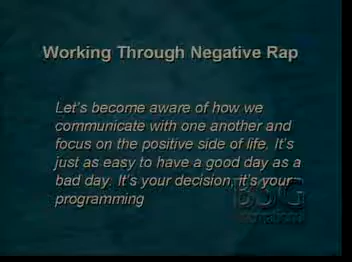 Working Through Negative Rap
Let's become aware of how we
communicate with one another and
focus on the positive side of life. It's
just as easy to have a good day as a
bad day. It's your decision, it's your
programming